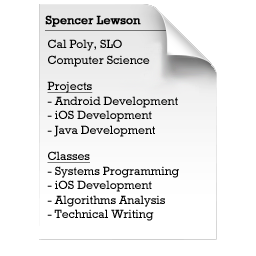 Spencer Lewson
Cal Poly, SLO
Computer Science
Projects
- Android Development
- iOS Development
- Java Development
Classes
- Systems Programming
- iOS Development
- Algorithms Analysis
- Technical Writing